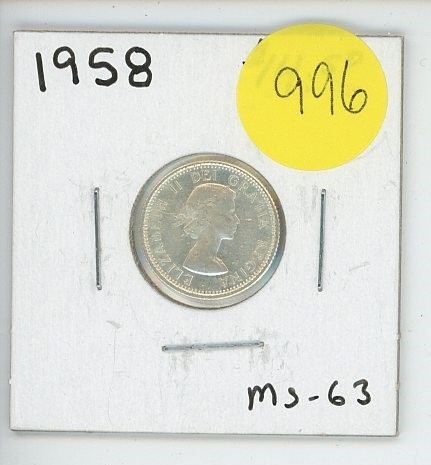 1958
996
ELIZABETH II DEI GRATIA REGINA
ms-63